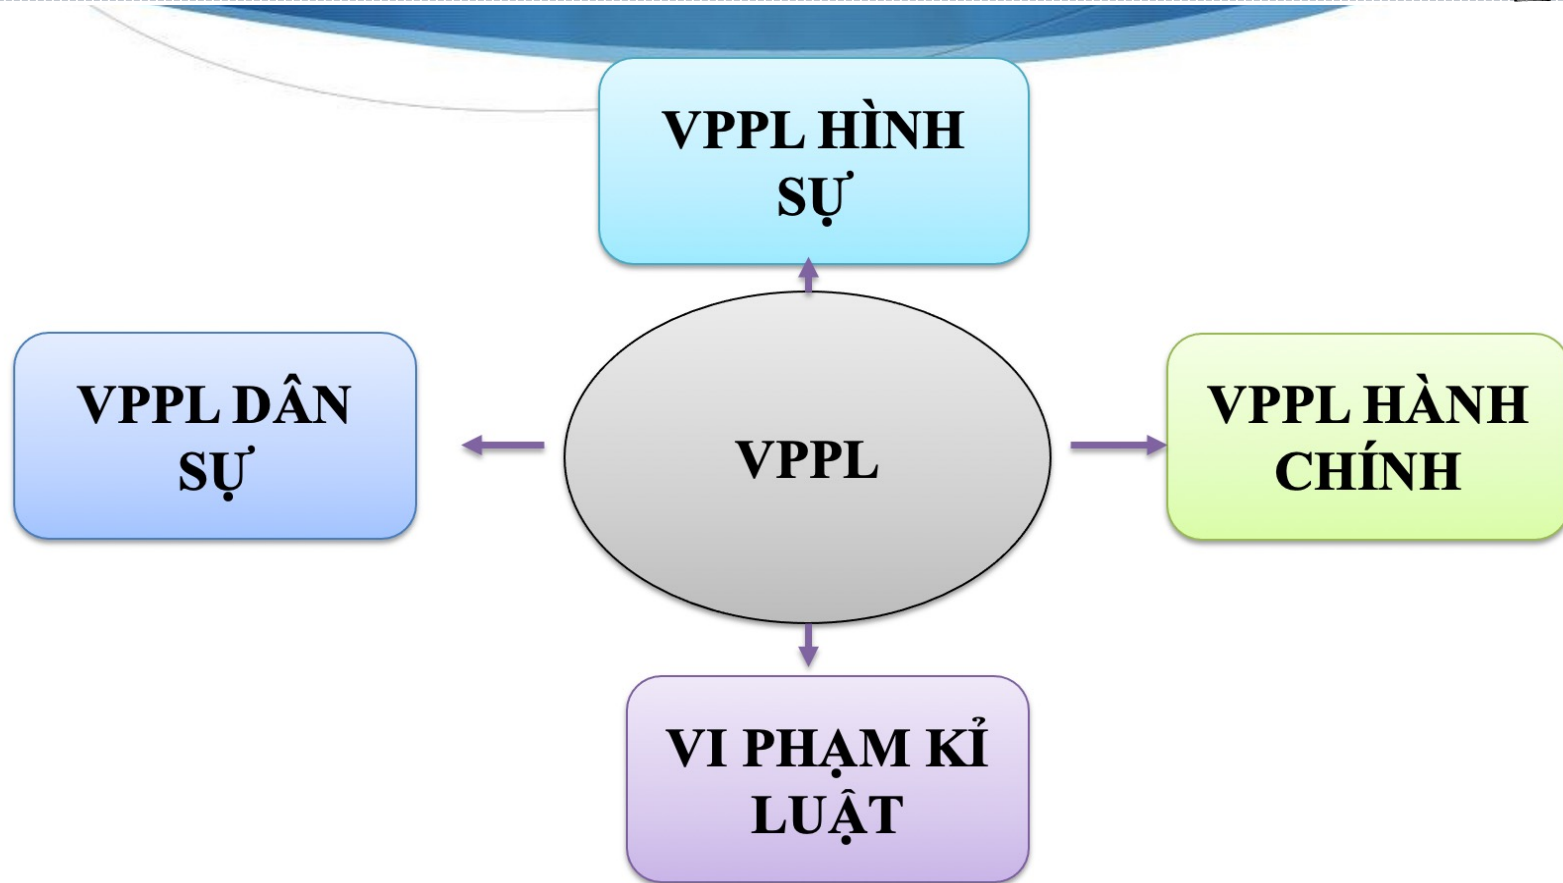 VPPL HÌNH
SỰ
VPPL DÂN
SỰ
VPPL
VPPL HÀNH
CHÍNH
VI PHẠM KỈ
LUẬT